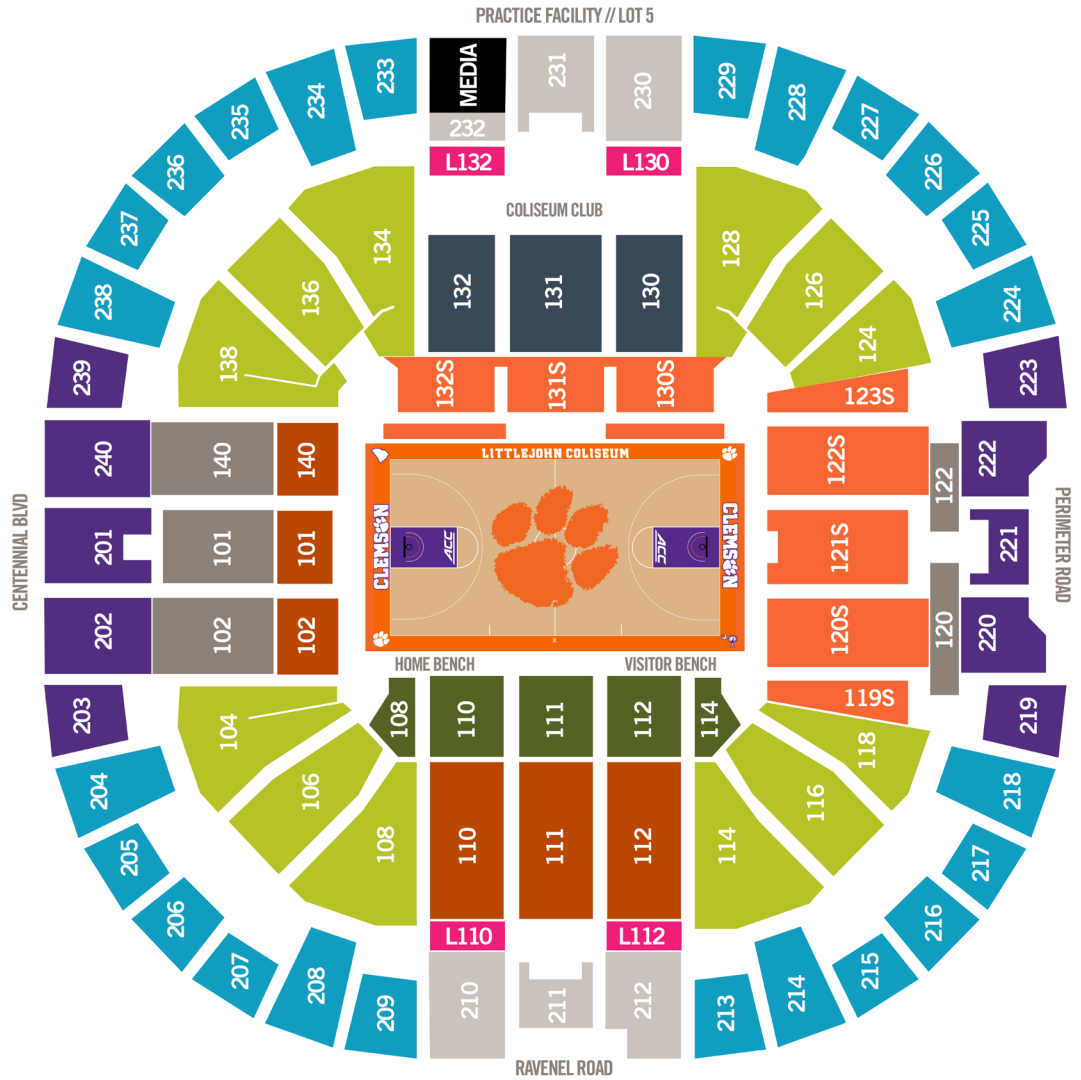 PRACTICE FACILITY // LOT 5
233
MEDIA
232
231
230
229
234
228
235
227
236
226
237
225
238
224
239
223
L132
L130
COLISEUM CLUB
134
128
136
126
138
124
132
131
130
132S
131S
130S
123S
240
140
140
122S
122
222
LITTLEJOHN COLISEUM
CLEMSON
ACC
ACC
CLEMSON
CENTENNIAL BLVD
201
101
101
121S
221
PERIMETER ROAD
202
102
102
120S
120
220
HOME BENCH
VISITOR BENCH
203
104
108
110
111
112
114
119S
118
219
204
106
108
110
111
112
114
116
218
205
217
206
216
207
215
208
214
209
213
L110
L112
210
211
212
RAVENEL ROAD